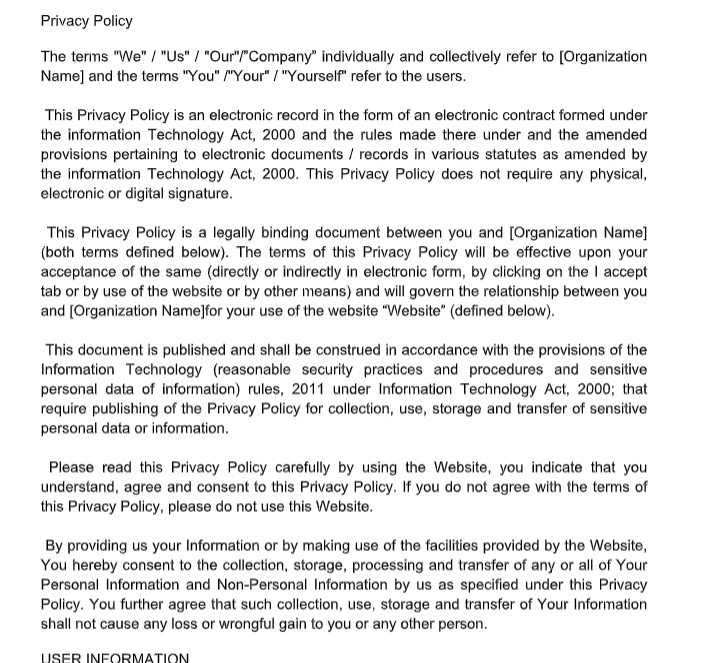 Privacy Policy
The terms "We" / "Us" / "Our"/"Company” individually and collectively refer to [Organization
Name] and the terms "You" /"Your" / "Yourself" refer to the users.
This Privacy Policy is an electronic record in the form of an electronic contract formed under
the information Technology Act, 2000 and the rules made there under and the amended
provisions pertaining to electronic documents / records in various statutes as amended by
the information Technology Act, 2000. This Privacy Policy does not require any physical,
electronic or digital signature.
This Privacy Policy is a legally binding document between you and [Organization Name]
(both terms defined below). The terms of this Privacy Policy will be effective upon your
acceptance of the same (directly or indirectly in electronic form, by clicking on the I accept
tab or by use of the website or by other means) and will govern the relationship between you
and [Organization Name]for your use of the website “Website” (defined below).
This document is published and shall be construed in accordance with the provisions of the
Information Technology (reasonable security practices and procedures and sensitive
personal data of information) rules, 2011 under Information Technology Act, 2000; that
require publishing of the Privacy Policy for collection, use, storage and transfer of sensitive
personal data or information.
Please read this Privacy Policy carefully by using the Website, you indicate that you
understand, agree and consent to this Privacy Policy. If you do not agree with the terms of
this Privacy Policy, please do not use this Website.
By providing us your Information or by making use of the facilities provided by the Website,
You hereby consent to the collection, storage, processing and transfer of any or all of Your
Personal Information and Non-Personal Information by us as specified under this Privacy
Policy. You further agree that such collection, use, storage and transfer of Your Information
shall not cause any loss or wrongful gain to you or any other person.
USER INFORMATION